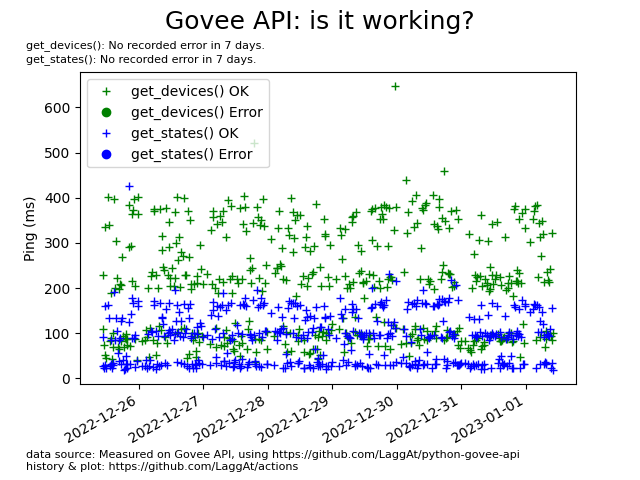 Govee API: is it working?
get_devices(): No recorded error in 7 days.
get_states(): No recorded error in 7 days.
get_devices() OK
get_devices() Error
get_states() OK
get_states() Error
600
500
400
300
200
100
0
Ping (ms)
2022-12-26
2022-12-27
2022-12-28
2022-12-29
2022-12-30
2022-12-31
2023-01-01
data source: Measured on Govee API, using https://github.com/LaggAt/python-govee-api
history & plot: https://github.com/LaggAt/actions